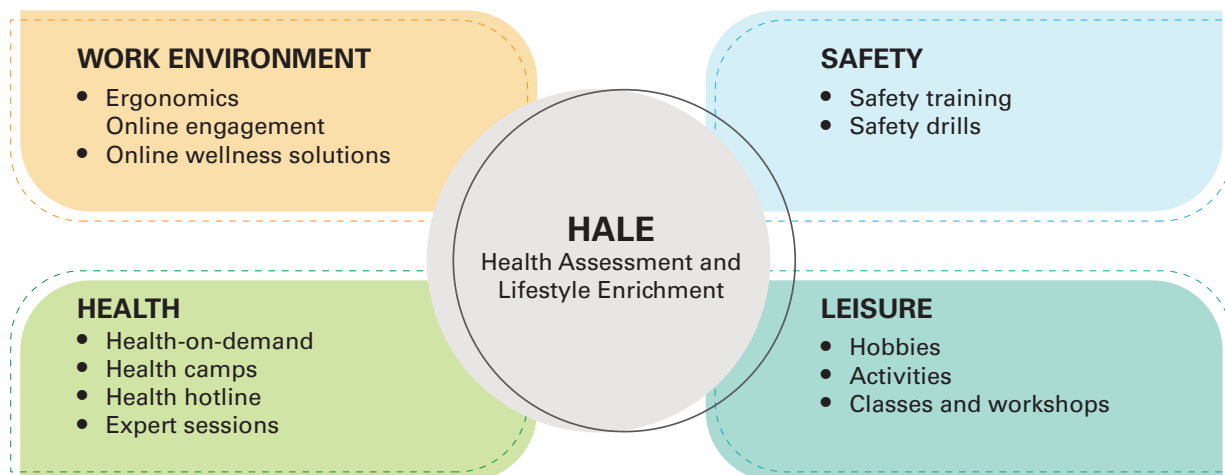 WORK ENVIRONMENT
• Ergonomics
Online engagement
• Online wellness solutions
SAFETY
• Safety training
• Safety drills
HALE
Health Assessment and
Lifestyle Enrichment
HEALTH
• Health-on-demand
• Health camps
• Health hotline
• Expert sessions
LEISURE
• Hobbies
• Activities
• Classes and workshops